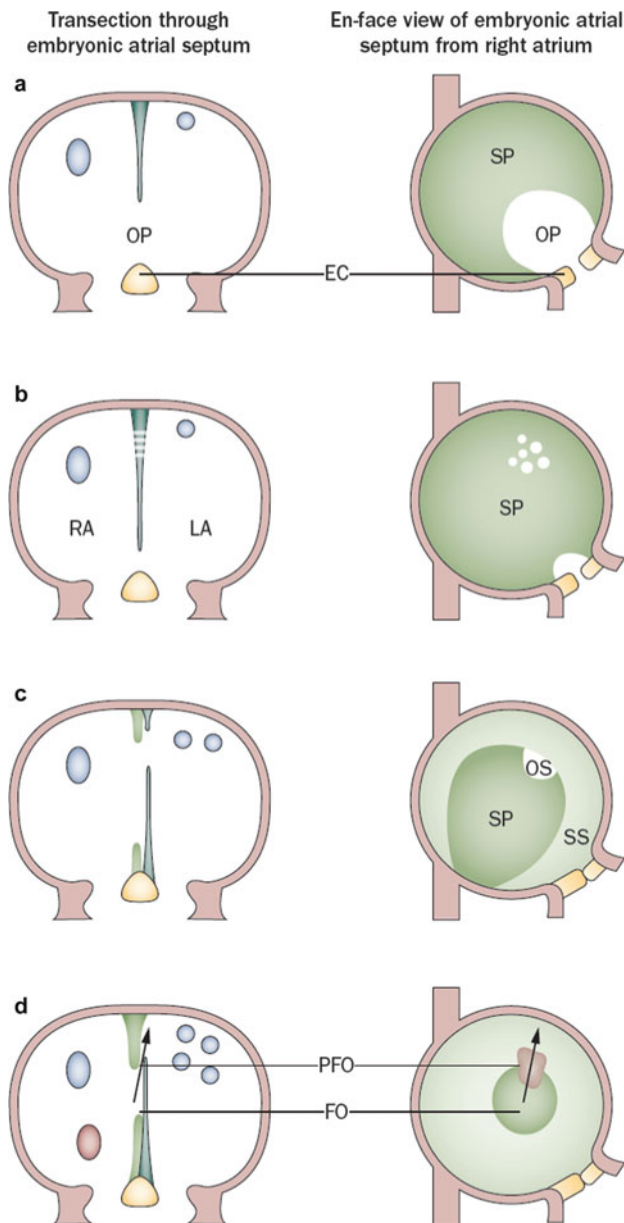 Transection through
embryonic atrial septum
En-face view of embryonic atrial
septum from right atrium
a
SP
OP
OP
EC
b
RA
LA
SP
c
OS
SP
SS
d
PFO
FO